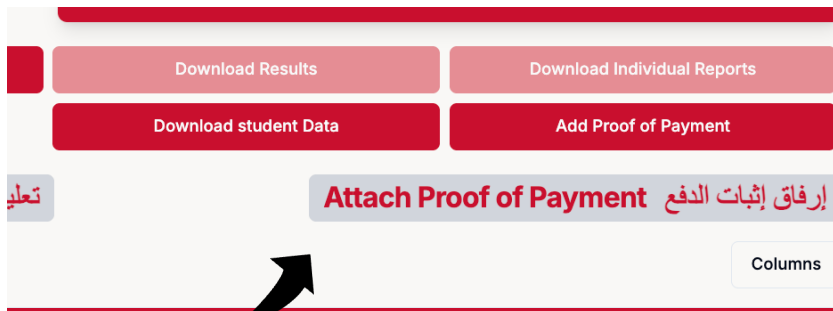 Download Results
Download Individual Reports
Download student Data
Add Proof of Payment
Attach Proof of Payment إرفاق إثبات الدفع
Columns